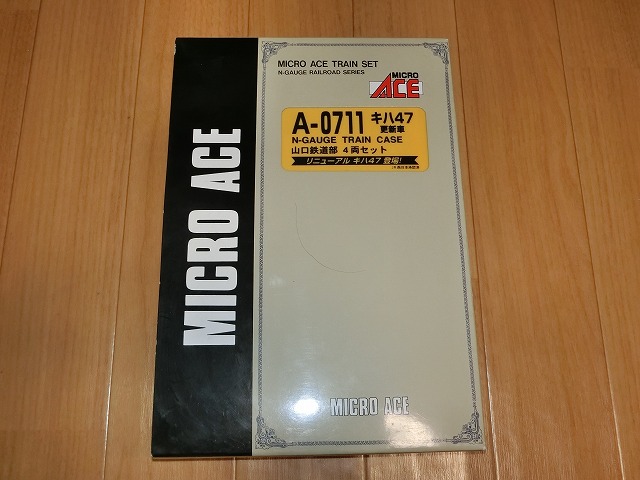 MICRO ACE
MICRO ACE TRAIN SET
N-GAUGE RAILROAD SERIES
MICRO
ACE
A-0711 キハ47
更新車
N-GAUGE TRAIN CASE
山口鉄道部 4両セット
リニューアル キハ47 登場!
MICRO ACE